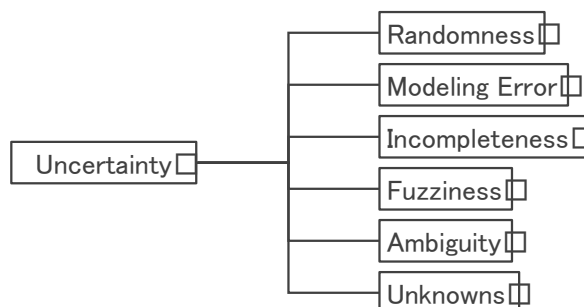 Randomness
Modeling Error
Incompleteness
Uncertainty
Fuzziness
Ambiguity
Unknowns